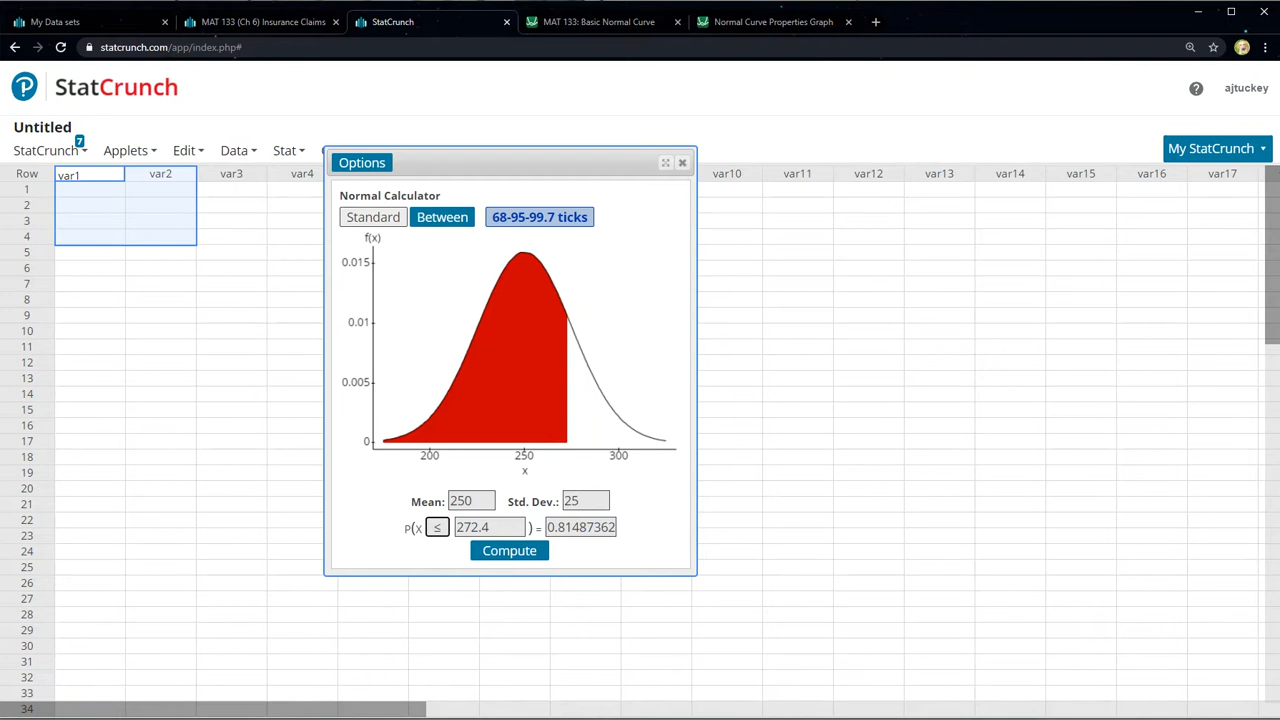 My Data sets
MAT 133 (Ch 6) Insurance Claims
StatCrunch
MAT 133: Basic Normal Curve
Normal Curve Properties Graph
statcrunch.com/app/index.php#
StatCrunch
ajtuckey
Untitled
7
StatCrunch
Applets
Edit
Data
Stat
My StatCrunch
Options
Row var1 var2 var3 var4 var10 var11 var12 var13 var14 var15 var16 var17
Normal Calculator
Standard Between 68-95-99.7 ticks
f(x)
0.015
0.01
0.005
0
200 250 300
x
Mean: 250 Std. Dev.: 25
P(X ≤ 272.4 ) = 0.81487362
Compute
1
2
3
4
5
6
7
8
9
10
11
12
13
14
15
16
17
18
19
20
21
22
23
24
25
26
27
28
29
30
31
32
33
34